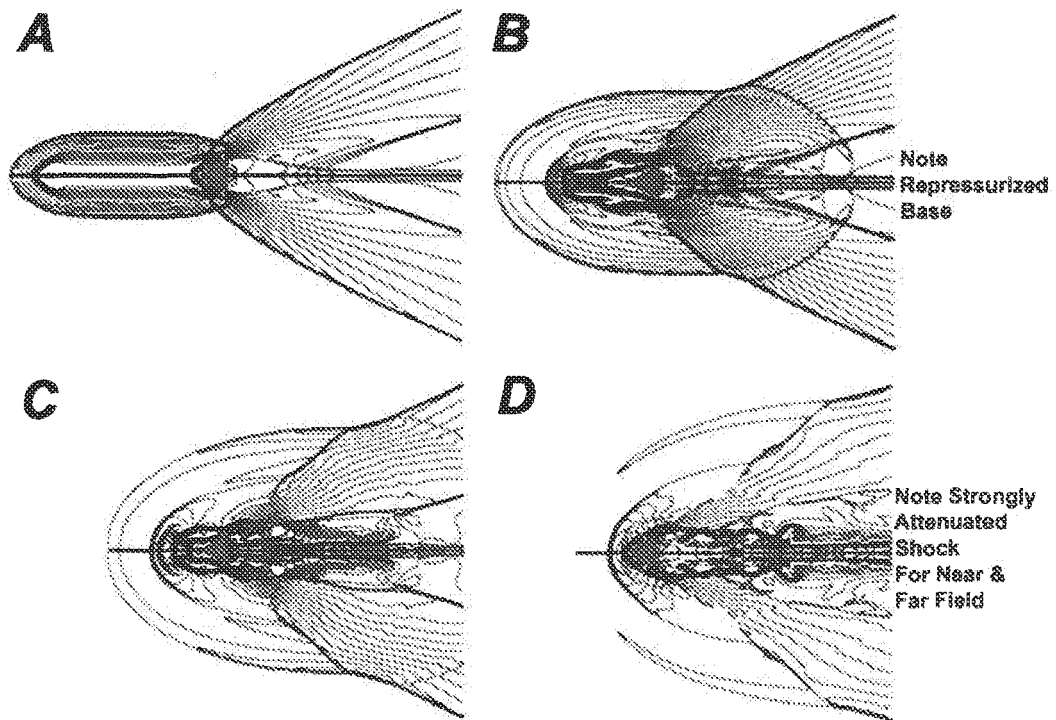 A
B
Note
Repressurized
Base
C
D
Note Strongly
Attenuated
Shock
For Near &
Far Field